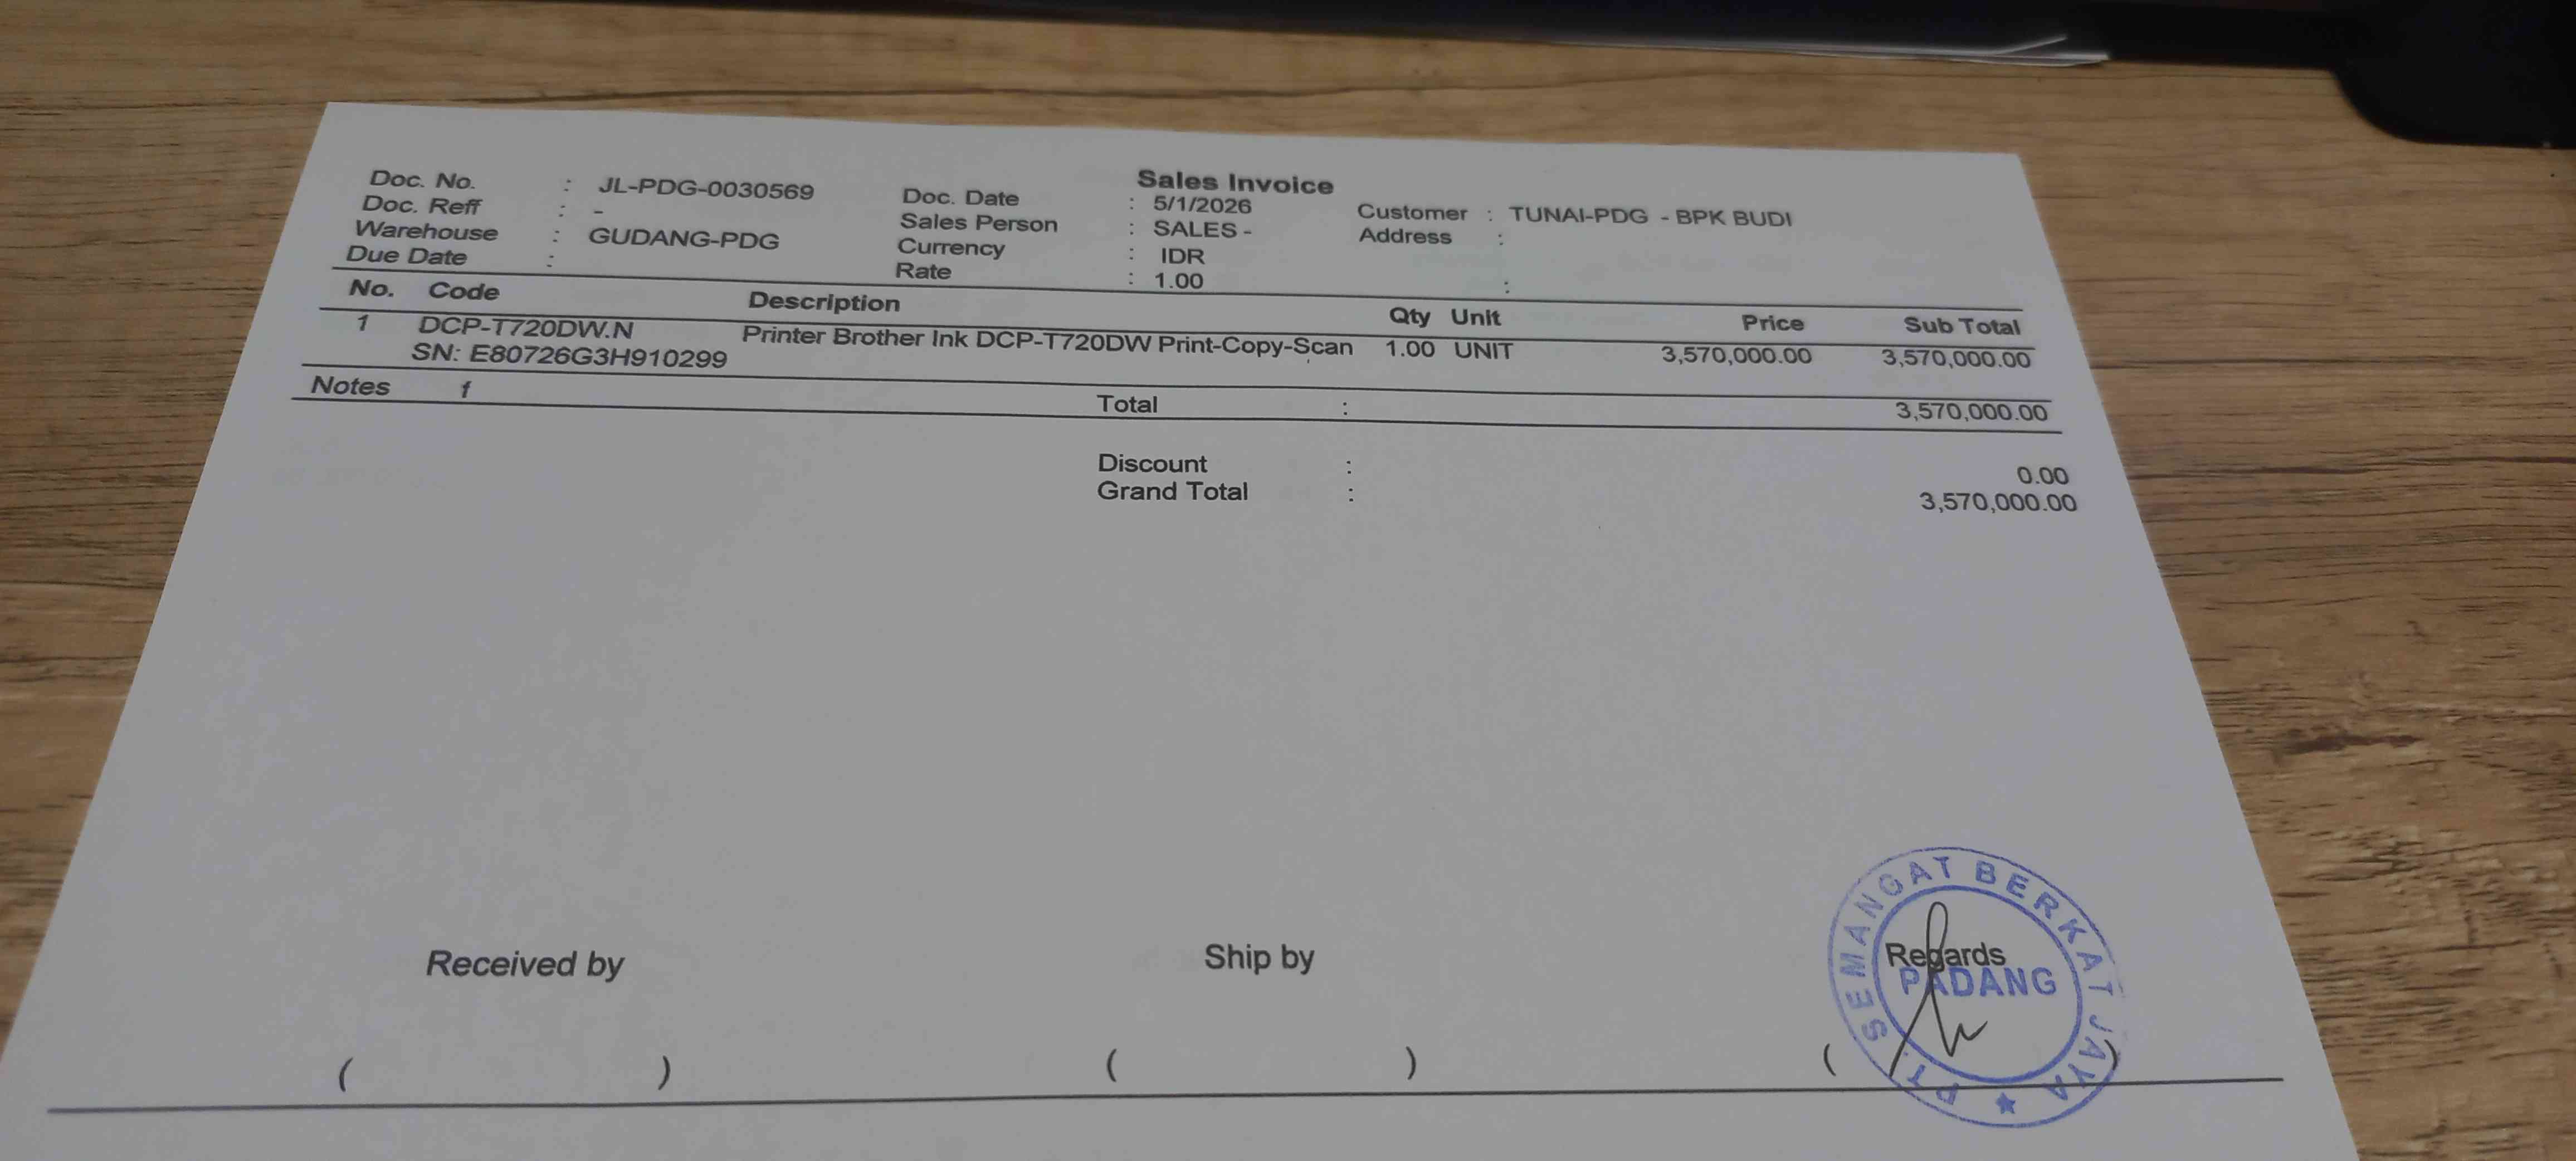 Sales Invoice
Doc. No. : JL-PDG-0030569
Doc. Reff : -
Warehouse : GUDANG-PDG
Due Date :
Doc. Date : 5/1/2026
Sales Person : SALES -
Currency : IDR
Rate : 1.00
Customer : TUNAI-PDG - BPK BUDI
Address :
:
No. Code Description Qty Unit Price Sub Total
1 DCP-T720DW.N Printer Brother Ink DCP-T720DW Print-Copy-Scan 1.00 UNIT 3,570,000.00 3,570,000.00
SN: E80726G3H910299
Notes f Total : 3,570,000.00
Discount : 0.00
Grand Total : 3,570,000.00
Received by Ship by Regards
( ) ( ) ( )
PT. SEMANGAT BERKAT JAYA
PADANG